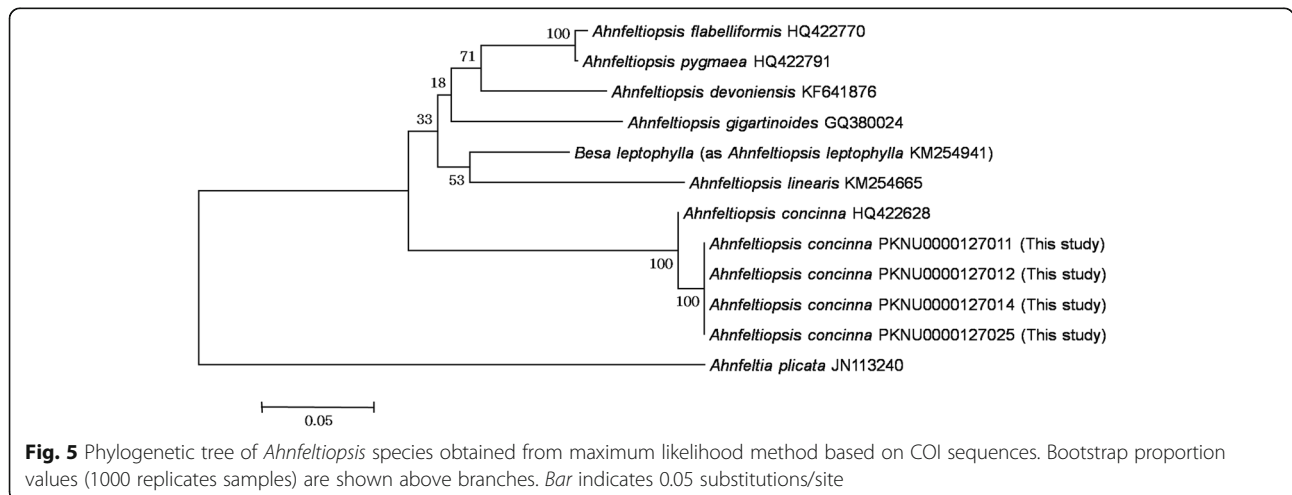 100 Ahnfeltiopsis flabelliformis HQ422770
71 Ahnfeltiopsis pygmaea HQ422791
18 Ahnfeltiopsis devoniensis KF641876
33 Ahnfeltiopsis gigartinoides GQ380024
Besa leptophylla (as Ahnfeltiopsis leptophylla KM254941)
53 Ahnfeltiopsis linearis KM254665
Ahnfeltiopsis concinna HQ422628
Ahnfeltiopsis concinna PKNU0000127011 (This study)
100
Ahnfeltiopsis concinna PKNU0000127012 (This study)
100 Ahnfeltiopsis concinna PKNU0000127014 (This study)
Ahnfeltiopsis concinna PKNU0000127025 (This study)
Ahnfeltia plicata JN113240
0.05
Fig. 5 Phylogenetic tree of Ahnfeltiopsis species obtained from maximum likelihood method based on COI sequences. Bootstrap proportion
values (1000 replicates samples) are shown above branches. Bar indicates 0.05 substitutions/site